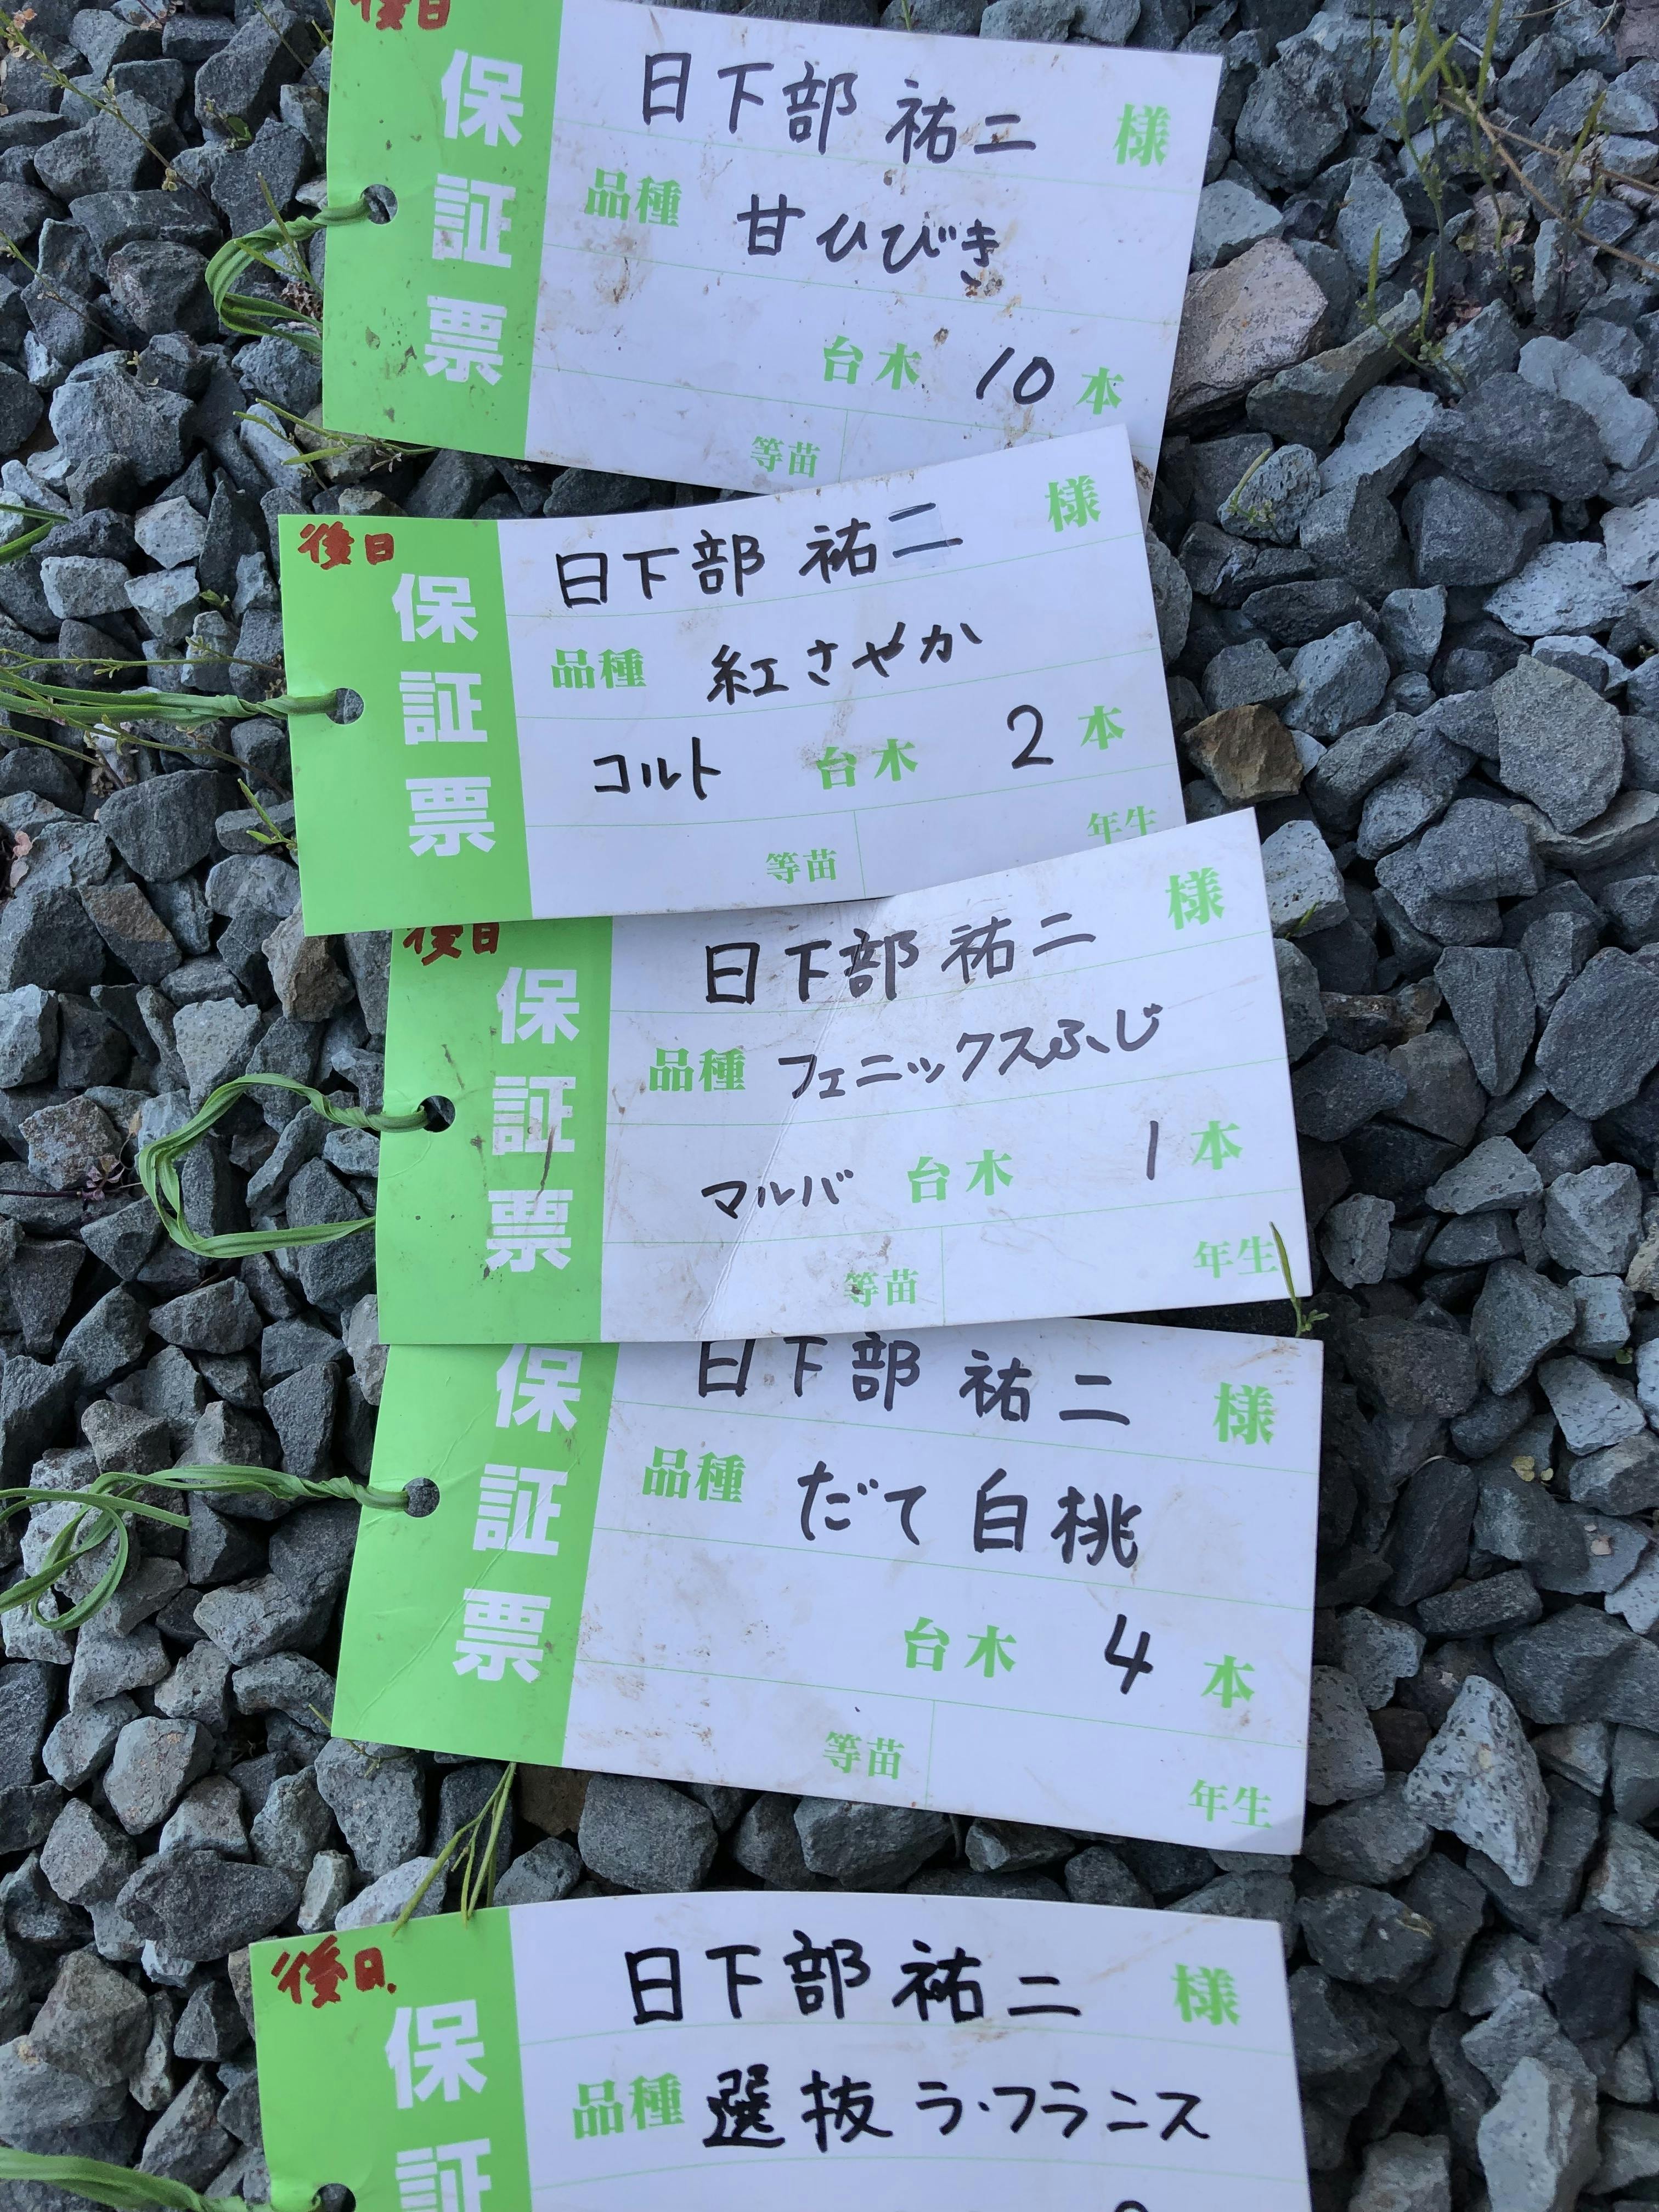 後日
保証票
日下部 祐二 様
品種 甘ひびき
台木 10 本
等苗
後日
保証票
日下部 祐二 様
品種 紅さやか
コルト 台木 2 本
等苗 年生
後日
保証票
日下部 祐二 様
品種 フェニックスふじ
マルバ 台木 1 本
等苗 年生
保証票
日下部 祐二 様
品種 だて白桃
台木 4 本
等苗 年生
後日.
保証
日下部 祐二 様
品種 選抜 ラ・フランス